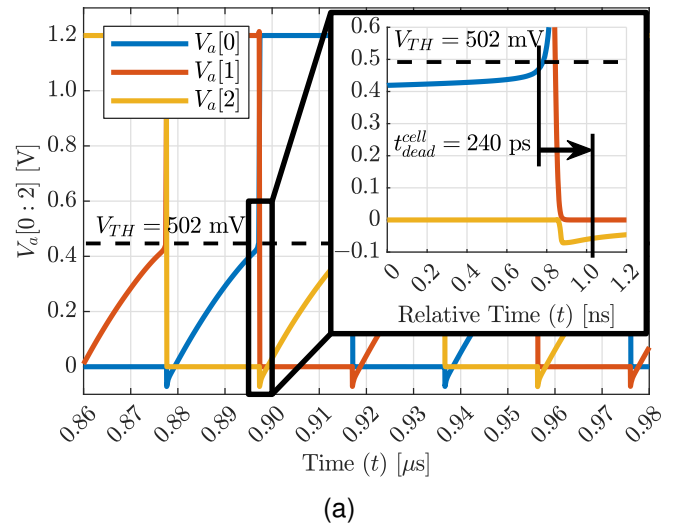 1.2
1.0
0.8
0.6
0.4
0.2
0
V_a[0 : 2] [V]
V_a[0]
V_a[1]
V_a[2]
V_TH = 502 mV
0.86 0.87 0.88 0.89 0.90 0.91 0.92 0.93 0.94 0.95 0.96 0.97 0.98
Time (t) [μs]
0.6
0.5
0.4
0.3
0.2
0.1
0
−0.1
V_TH = 502 mV
t_dead^cell = 240 ps
0 0.2 0.4 0.6 0.8 1.0 1.2
Relative Time (t) [ns]
(a)